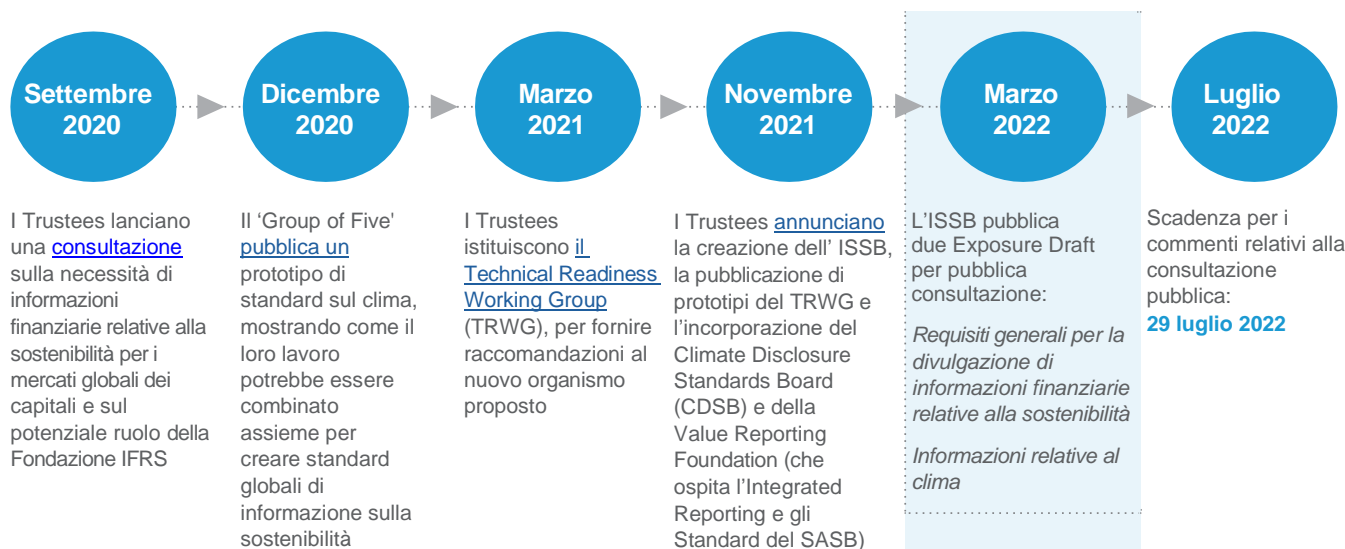 Settembre
2020
Dicembre
2020
Marzo
2021
Novembre
2021
Marzo
2022
Luglio
2022
I Trustees lanciano
una consultazione
sulla necessità di
informazioni
finanziarie relative alla
sostenibilità per i
mercati globali dei
capitali e sul
potenziale ruolo della
Fondazione IFRS
Il ‘Group of Five'
pubblica un
prototipo di
standard sul clima,
mostrando come il
loro lavoro
potrebbe essere
combinato
assieme per
creare standard
globali di
informazione sulla
sostenibilità
I Trustees
istituiscono il
Technical Readiness
Working Group
(TRWG), per fornire
raccomandazioni al
nuovo organismo
proposto
I Trustees annunciano
la creazione dell’ ISSB,
la pubblicazione di
prototipi del TRWG e
l’incorporazione del
Climate Disclosure
Standards Board
(CDSB) e della
Value Reporting
Foundation (che
ospita l’Integrated
Reporting e gli
Standard del SASB)
L’ISSB pubblica
due Exposure Draft
per pubblica
consultazione:
Requisiti generali per la
divulgazione di
informazioni finanziarie
relative alla sostenibilità
Informazioni relative al
clima
Scadenza per i
commenti relativi alla
consultazione
pubblica:
29 luglio 2022